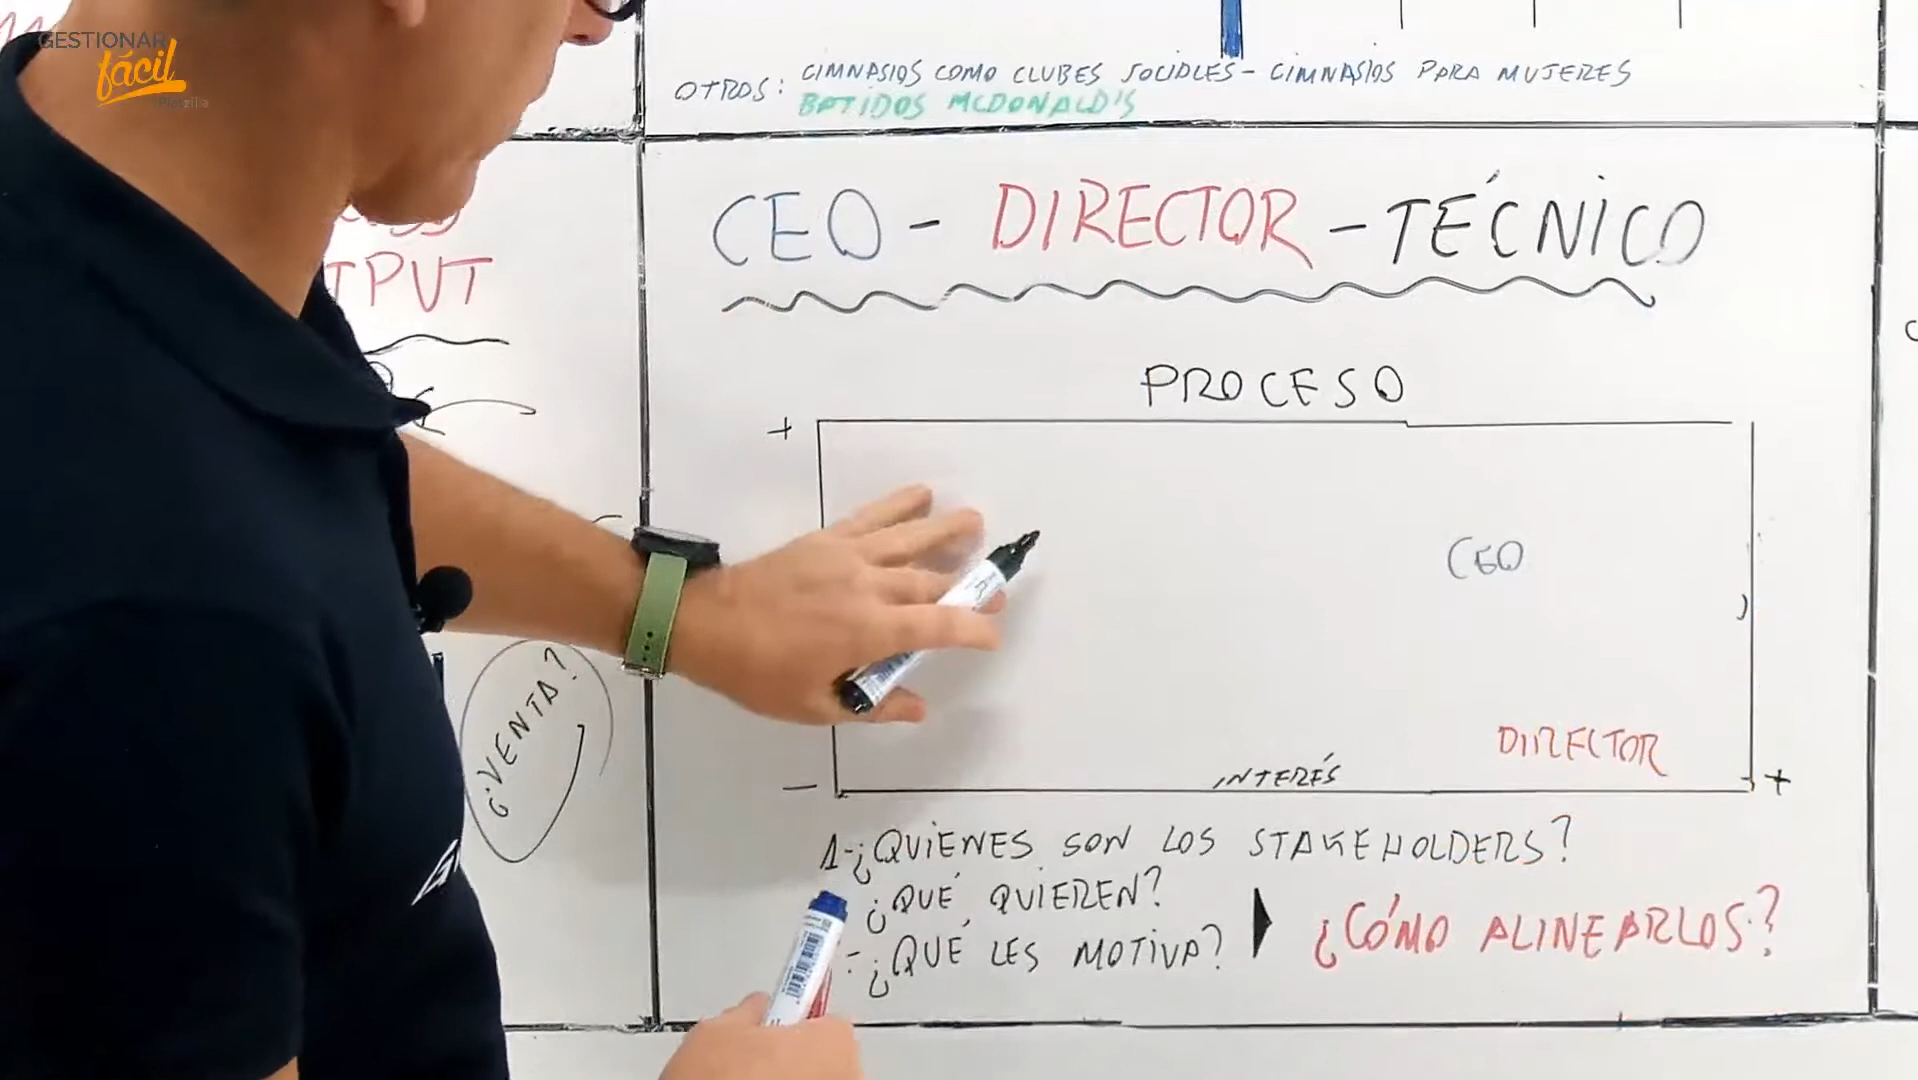 GESTIONAR
fácil
Platzilla
OTROS: GIMNASIOS COMO CLUBES SOCIALES - GIMNASIOS PARA MUJERES
BATIDOS MCDONALD'S
TPUT
CEO - DIRECTOR - TÉCNICO
PROCESO
+
CEO
¿VENTA?
DIRECTOR
INTERÉS
- +
1-¿QUIENES SON LOS STAKEHOLDERS?
¿QUÉ QUIEREN?
-¿QUÉ LES MOTIVA? ¿CÓMO ALINEARLOS?